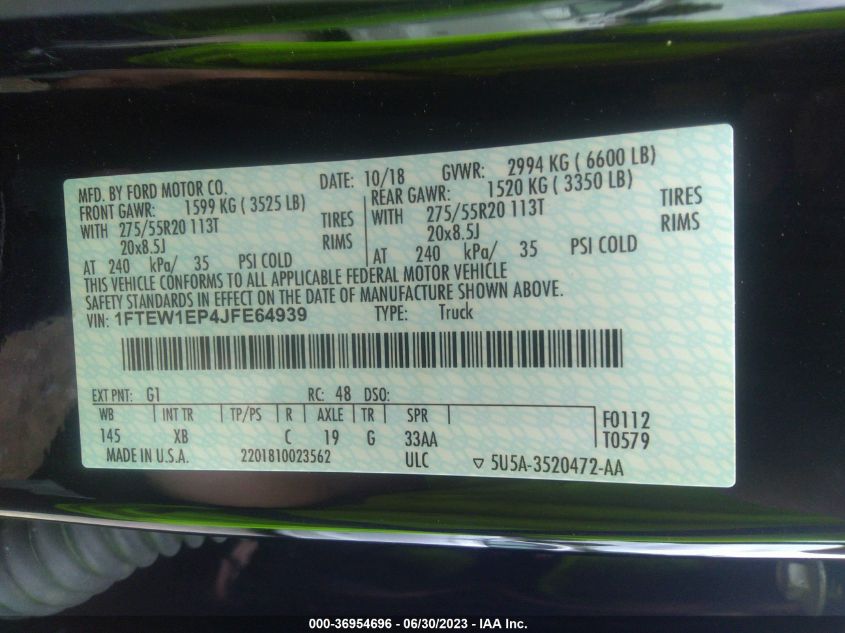 MFD. BY FORD MOTOR CO. DATE: 10/18 GVWR: 2994 KG (6600 LB)
FRONT GAWR: 1599 KG (3525 LB) REAR GAWR: 1520 KG (3350 LB)
WITH 275/55R20 113T TIRES WITH 275/55R20 113T TIRES
20x8.5J RIMS 20x8.5J RIMS
AT 240 kPa/ 35 PSI COLD AT 240 kPa/ 35 PSI COLD
THIS VEHICLE CONFORMS TO ALL APPLICABLE FEDERAL MOTOR VEHICLE
SAFETY STANDARDS IN EFFECT ON THE DATE OF MANUFACTURE SHOWN ABOVE.
VIN: 1FTEW1EP4JFE64939 TYPE: Truck
EXT PNT: G1 RC: 48 DSO:
WB INT TR TP/PS R AXLE TR SPR F0112
145 XB C 19 G 33AA T0579
MADE IN U.S.A. 2201810023562 ULC ▽ 5U5A-3520472-AA
000-36954696 - 06/30/2023 - IAA Inc.